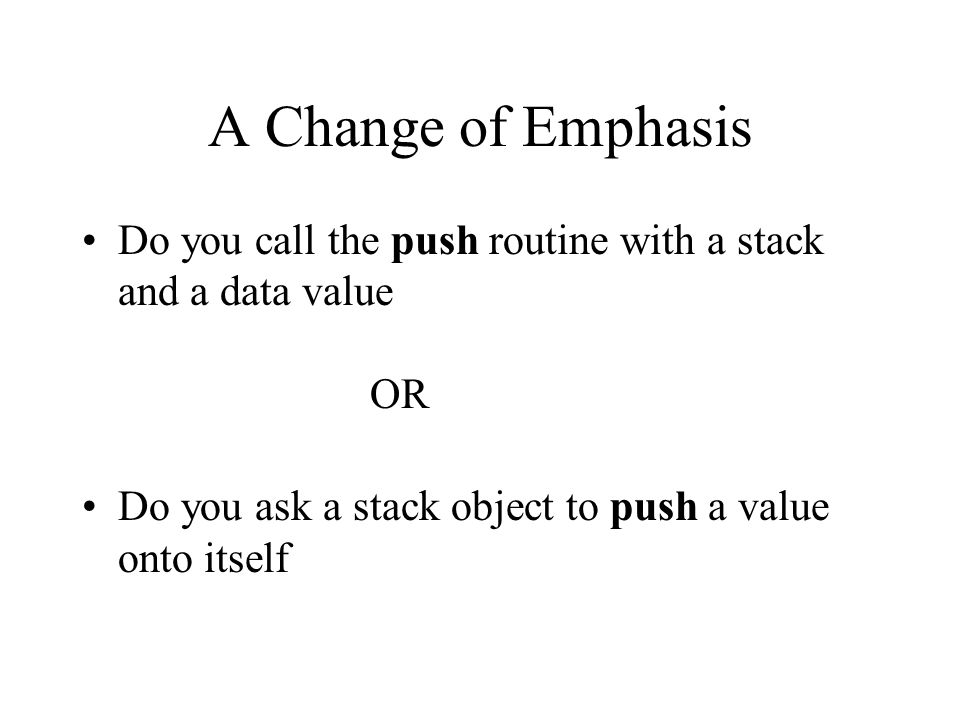 A Change of Emphasis
• Do you call the push routine with a stack
and a data value
OR
• Do you ask a stack object to push a value
onto itself